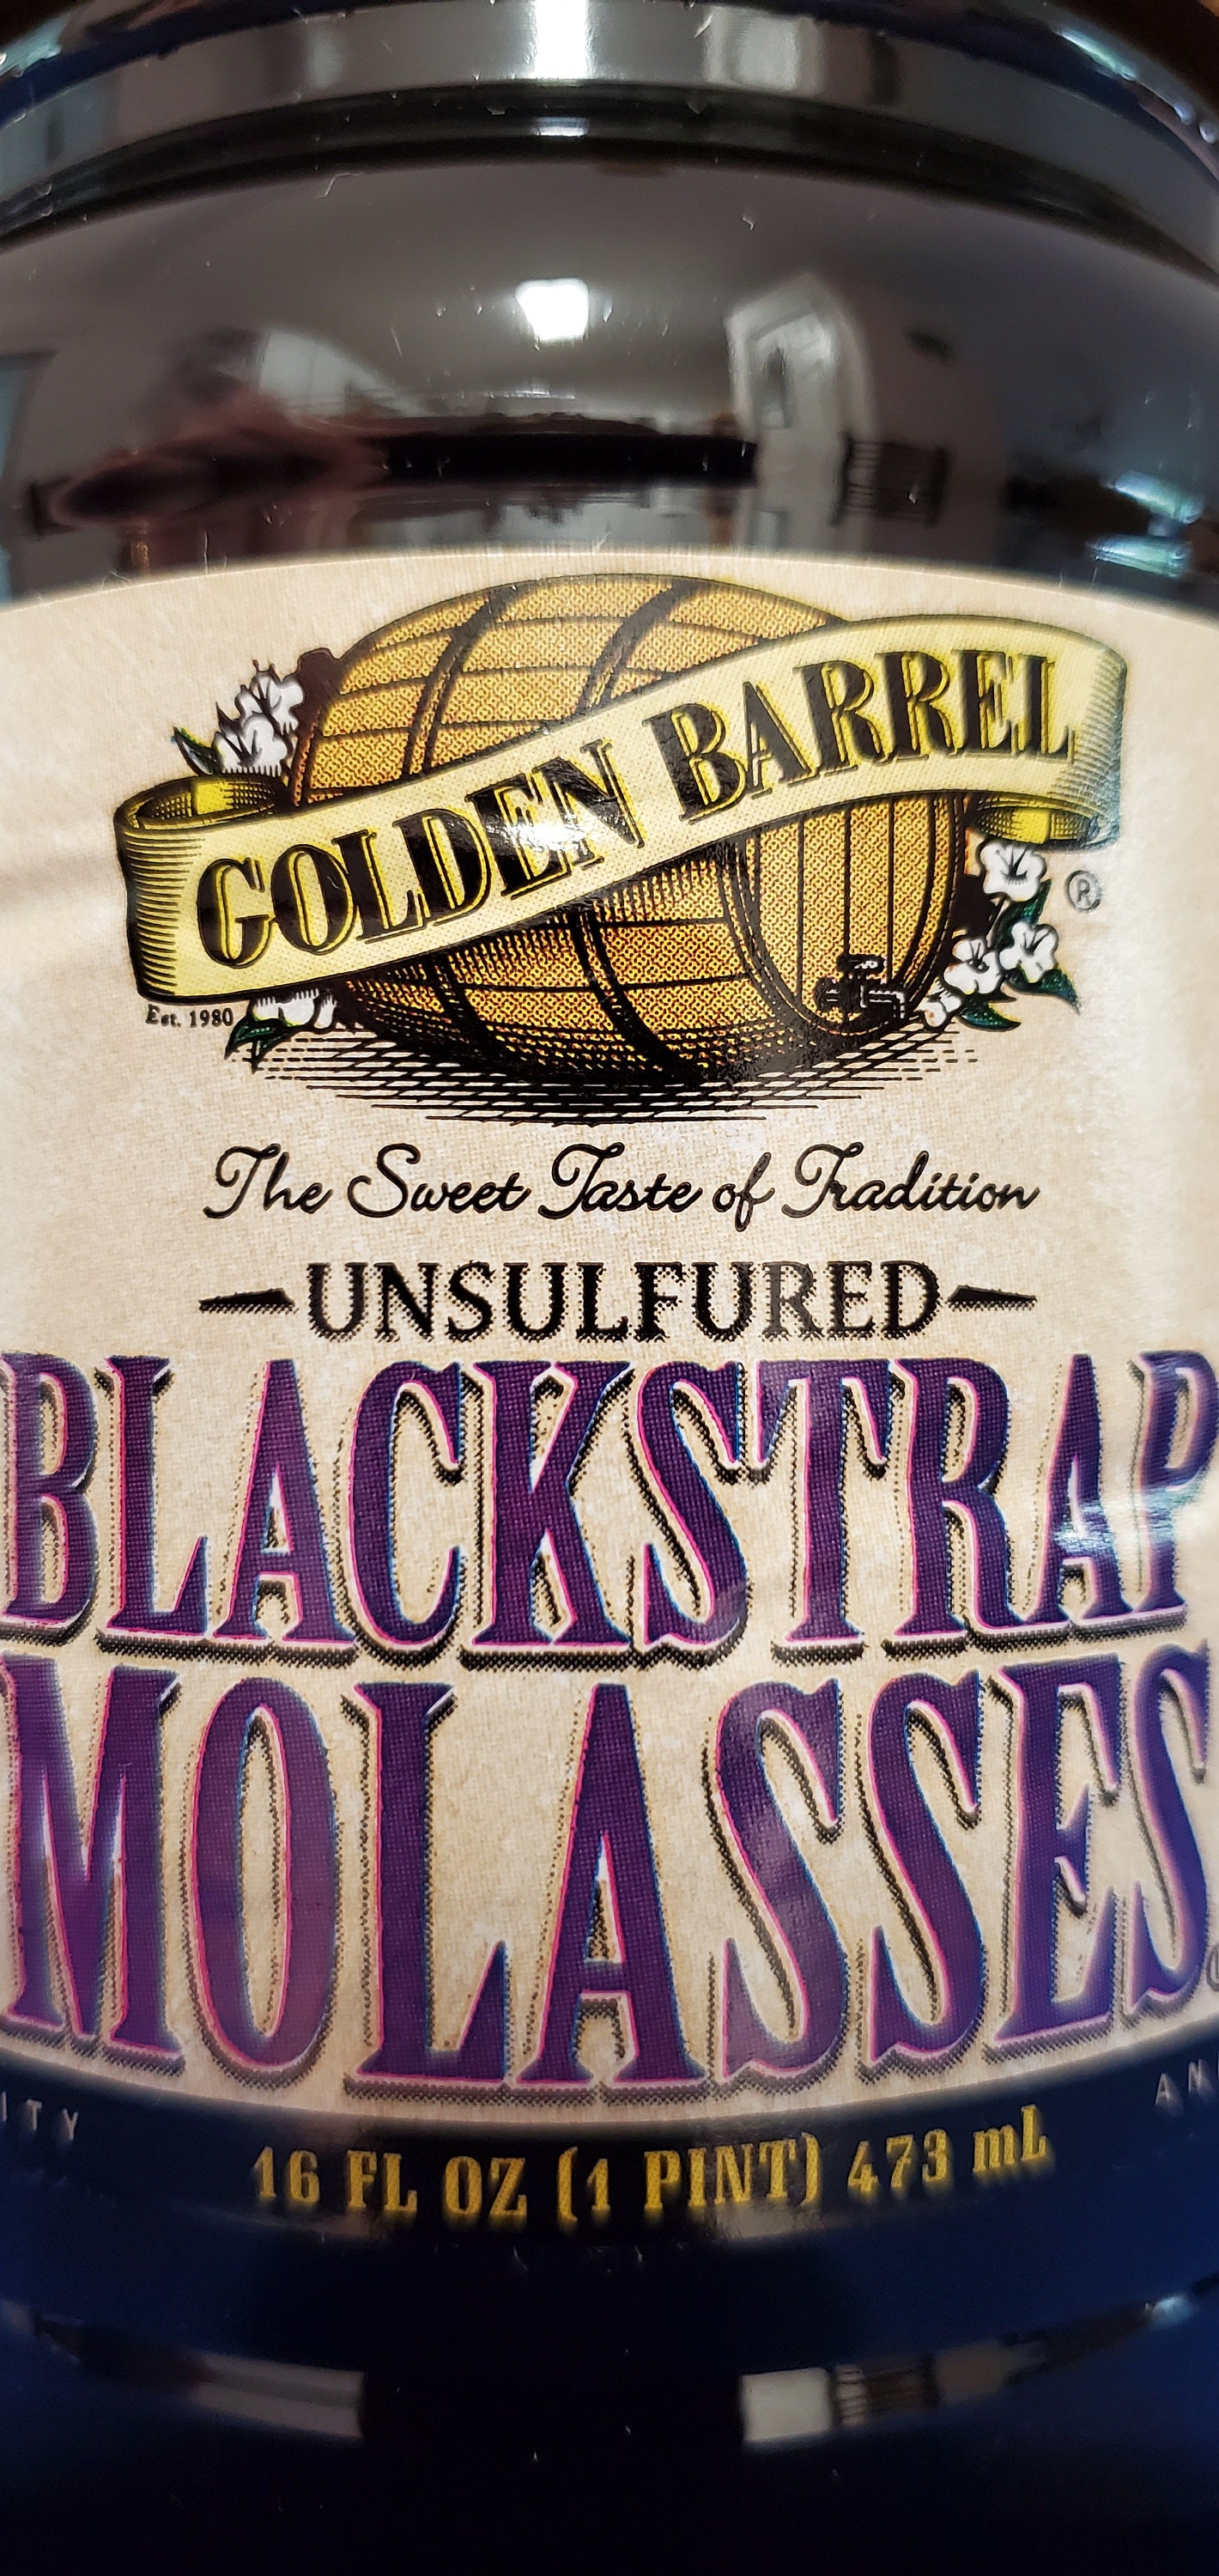 GOLDEN BARREL
®
Est. 1980
The Sweet Taste of Tradition
UNSULFURED
BLACKSTRAP
MOLASSES
16 FL OZ (1 PINT) 473 mL